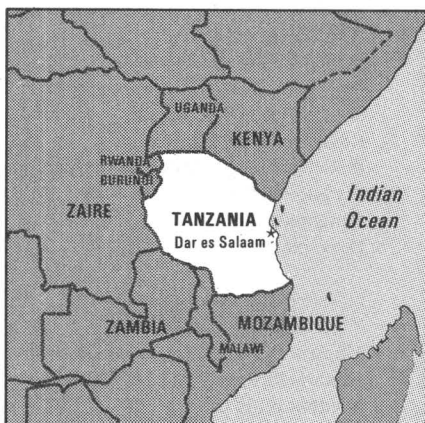 UGANDA
KENYA
RWANDA
BURUNDI
ZAIRE
TANZANIA
Dar es Salaam
Indian
Ocean
ZAMBIA
MOZAMBIQUE
MALAWI